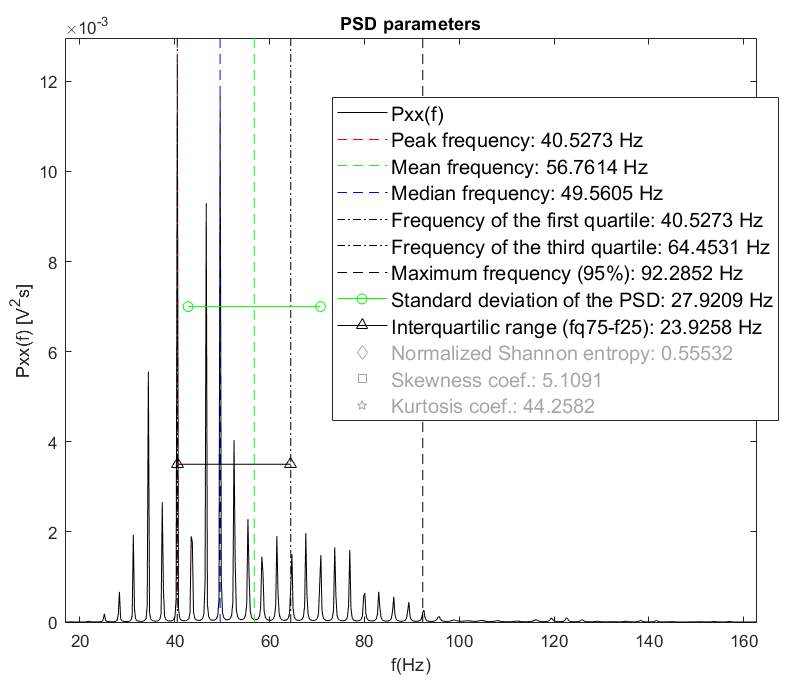 PSD parameters
×10⁻³
12
10
8
6
4
2
0
Pxx(f) [V²s]
Pxx(f)
Peak frequency: 40.5273 Hz
Mean frequency: 56.7614 Hz
Median frequency: 49.5605 Hz
Frequency of the first quartile: 40.5273 Hz
Frequency of the third quartile: 64.4531 Hz
Maximum frequency (95%): 92.2852 Hz
Standard deviation of the PSD: 27.9209 Hz
Interquartilic range (fq75-f25): 23.9258 Hz
Normalized Shannon entropy: 0.55532
Skewness coef.: 5.1091
Kurtosis coef.: 44.2582
20 40 60 80 100 120 140 160
f(Hz)